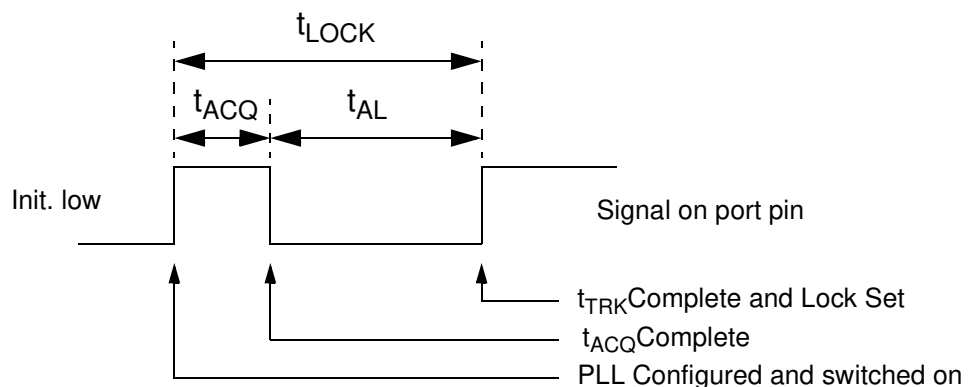 tLOCK
tACQ
tAL
Init. low
Signal on port pin
tTRKComplete and Lock Set
tACQComplete
PLL Configured and switched on